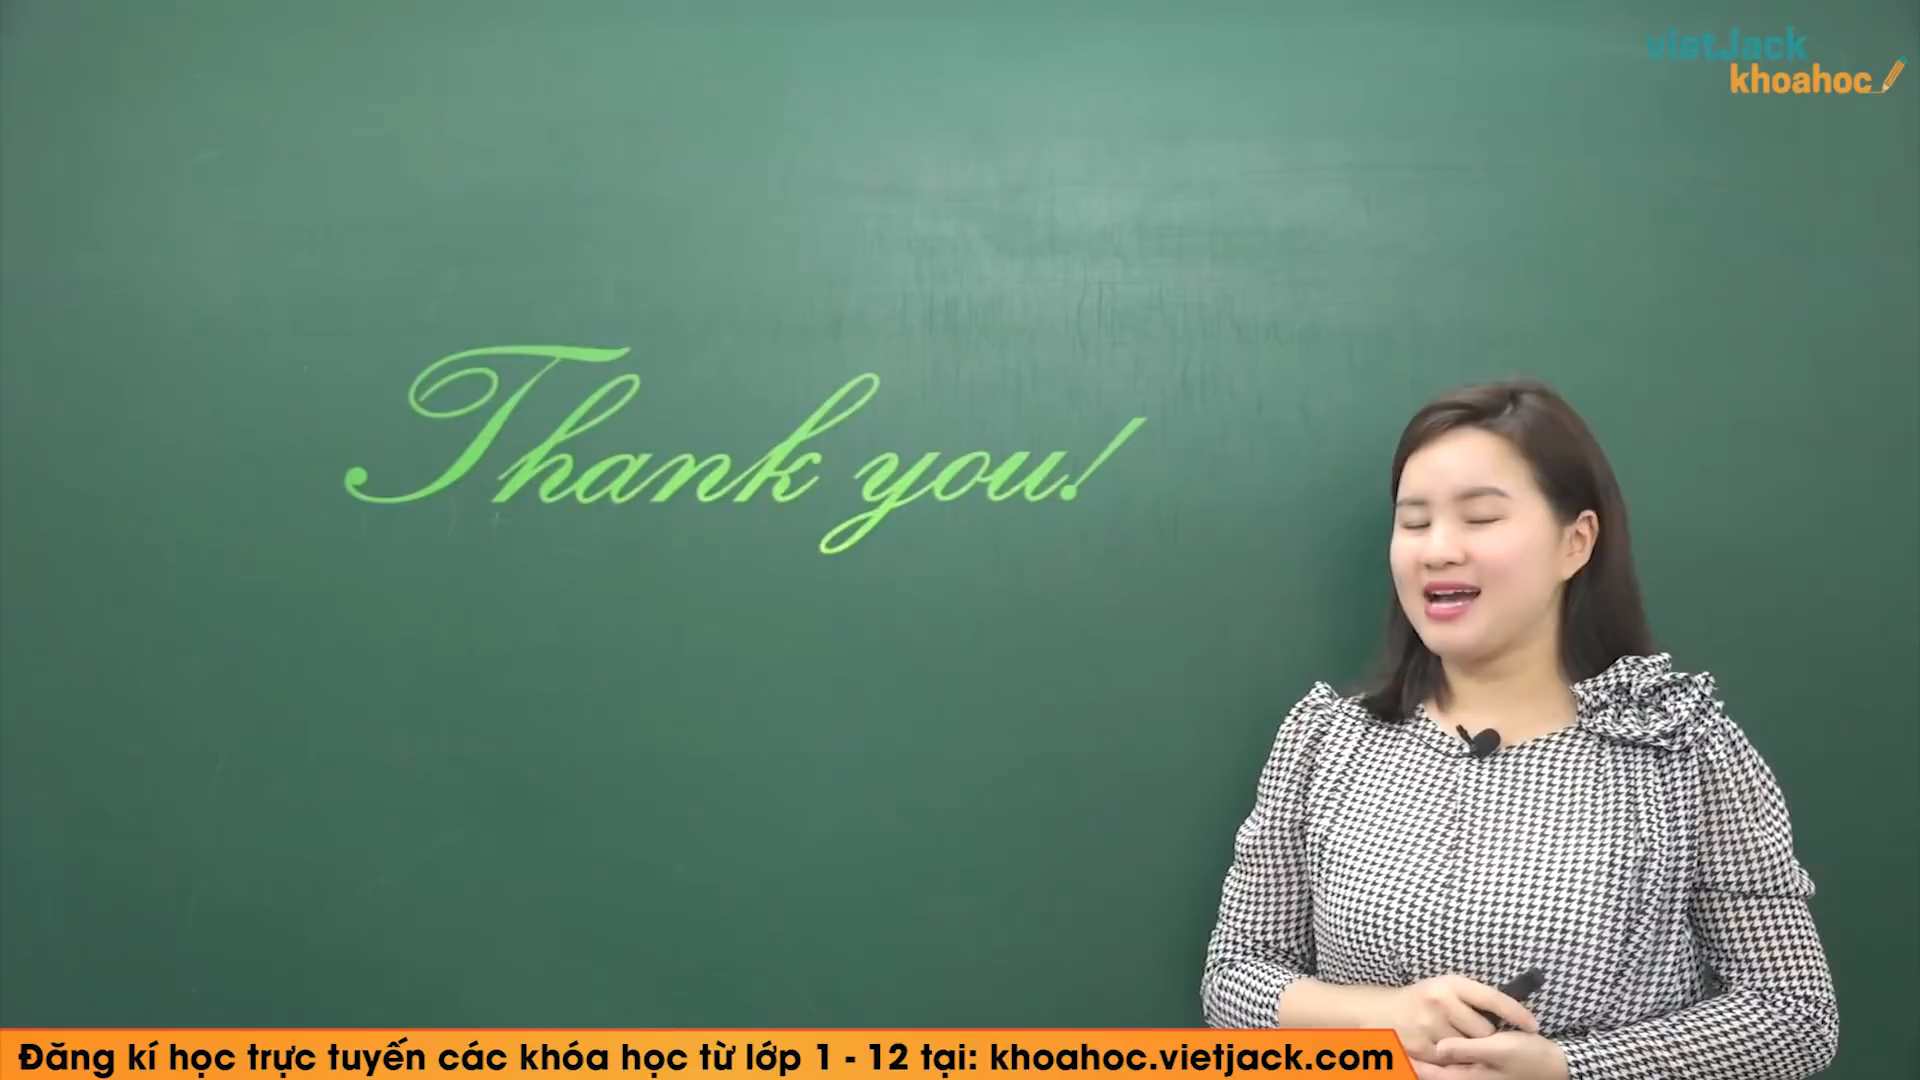 vietJack
khoahoc
Thank you!
Đăng kí học trực tuyến các khóa học từ lớp 1 - 12 tại: khoahoc.vietjack.com